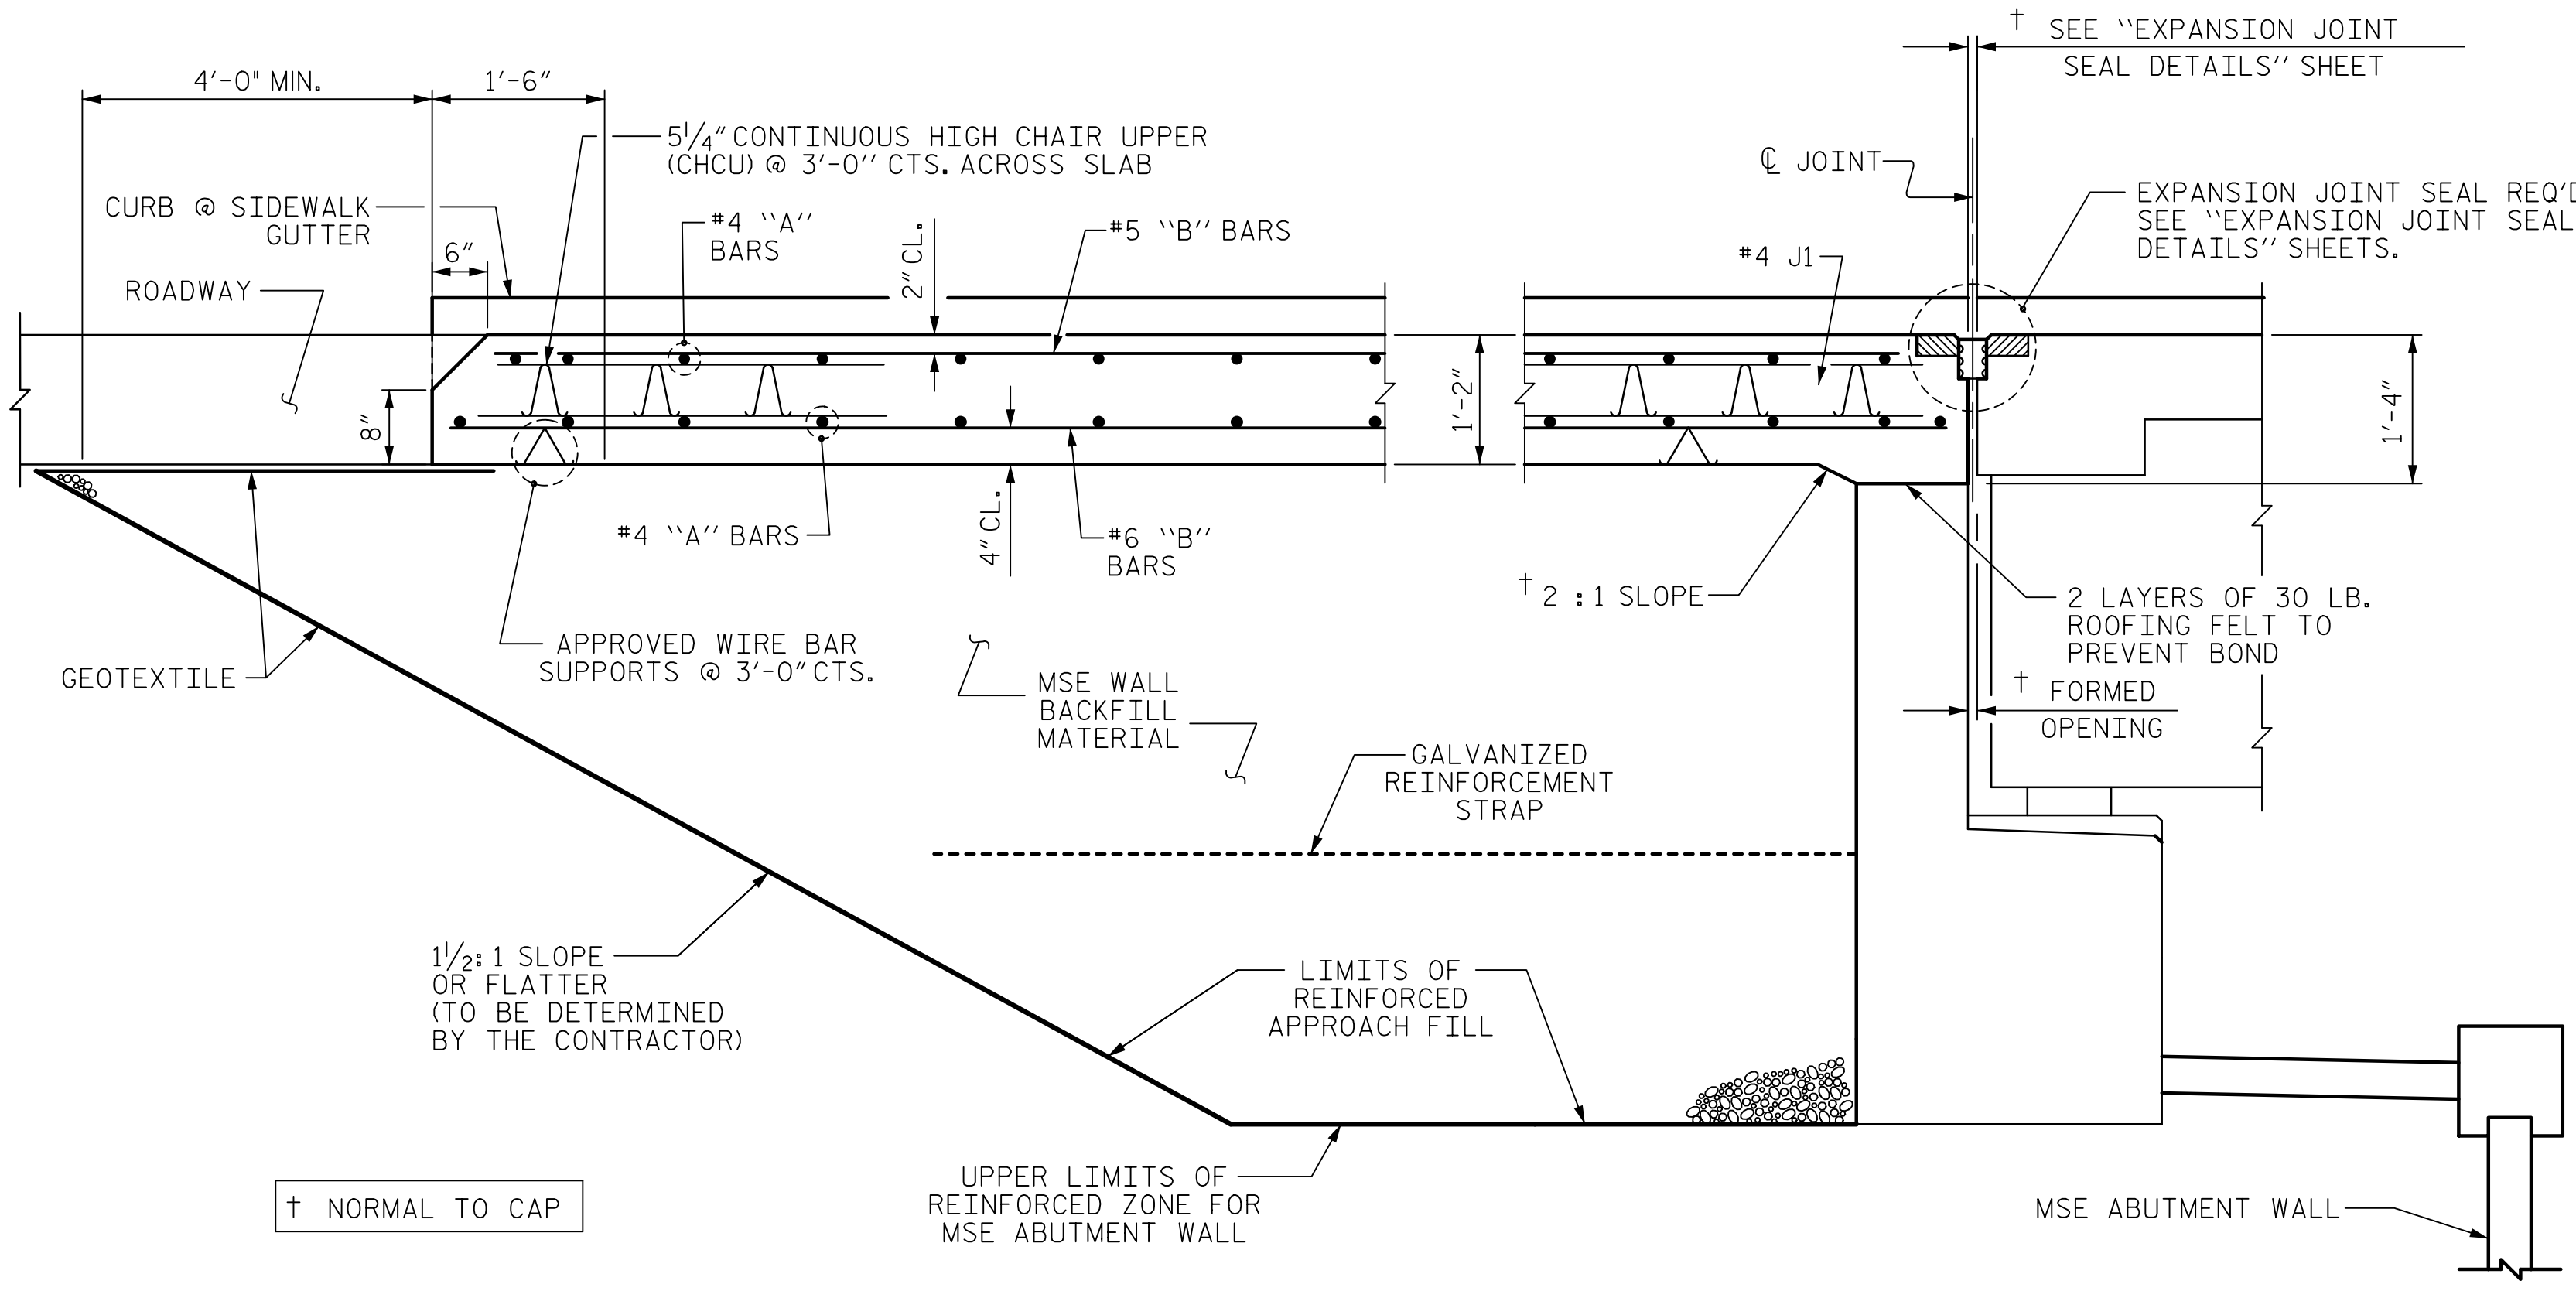 † SEE "EXPANSION JOINT
SEAL DETAILS" SHEET
4'-0" MIN.
1'-6"
5 1/4" CONTINUOUS HIGH CHAIR UPPER
(CHCU) @ 3'-0" CTS. ACROSS SLAB
℄ JOINT
EXPANSION JOINT SEAL REQ'D
SEE "EXPANSION JOINT SEAL
DETAILS" SHEETS.
CURB @ SIDEWALK
GUTTER
6"
#4 "A"
BARS
2" CL.
#5 "B" BARS
#4 J1
ROADWAY
8"
1'-2"
1'-4"
#4 "A" BARS
4" CL.
#6 "B"
BARS
† 2 : 1 SLOPE
2 LAYERS OF 30 LB.
ROOFING FELT TO
PREVENT BOND
GEOTEXTILE
APPROVED WIRE BAR
SUPPORTS @ 3'-0" CTS.
MSE WALL
BACKFILL
MATERIAL
† FORMED
OPENING
GALVANIZED
REINFORCEMENT
STRAP
1 1/2: 1 SLOPE
OR FLATTER
(TO BE DETERMINED
BY THE CONTRACTOR)
LIMITS OF
REINFORCED
APPROACH FILL
UPPER LIMITS OF
REINFORCED ZONE FOR
MSE ABUTMENT WALL
† NORMAL TO CAP
MSE ABUTMENT WALL